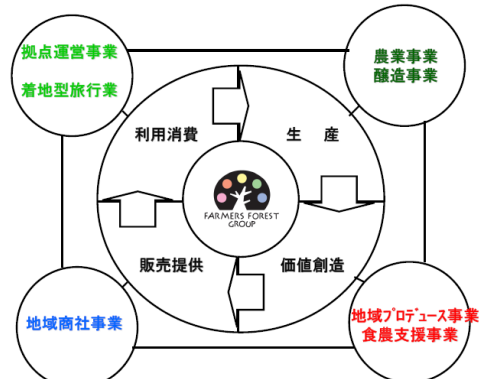 拠点運営事業
着地型旅行業
農業事業
醸造事業
利用消費
生　産
FARMERS FOREST
GROUP
販売提供
価値創造
地域商社事業
地域ﾌﾟﾛﾃﾞｭｰｽ事業
食農支援事業